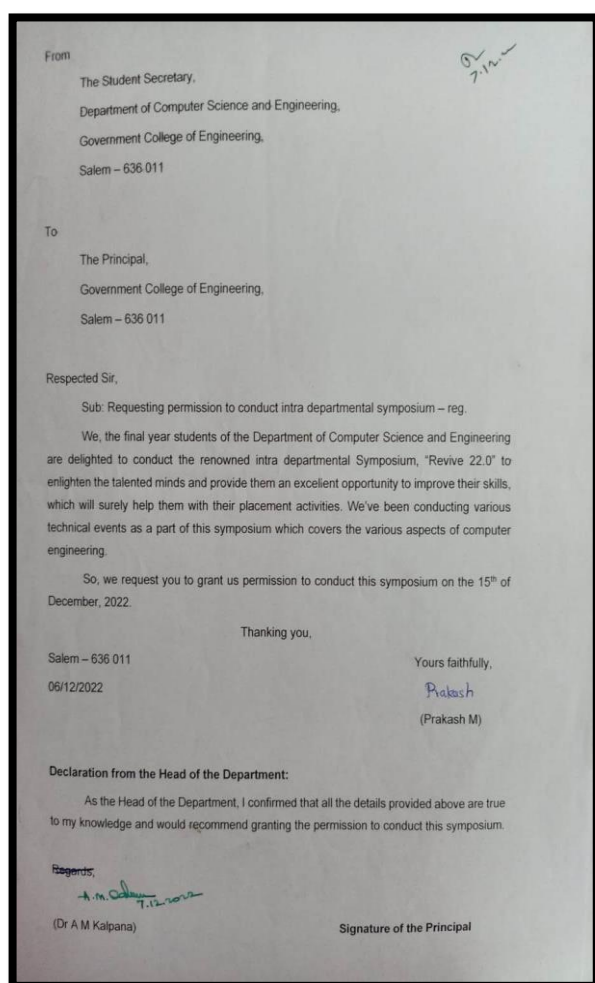 From
7.12.
The Student Secretary,
Department of Computer Science and Engineering,
Government College of Engineering,
Salem – 636 011
To
The Principal,
Government College of Engineering,
Salem – 636 011
Respected Sir,
Sub: Requesting permission to conduct intra departmental symposium – reg.
We, the final year students of the Department of Computer Science and Engineering
are delighted to conduct the renowned intra departmental Symposium, “Revive 22.0” to
enlighten the talented minds and provide them an excellent opportunity to improve their skills,
which will surely help them with their placement activities. We’ve been conducting various
technical events as a part of this symposium which covers the various aspects of computer
engineering.
So, we request you to grant us permission to conduct this symposium on the 15th of
December, 2022.
Thanking you,
Salem – 636 011
Yours faithfully,
06/12/2022
Prakash
(Prakash M)
Declaration from the Head of the Department:
As the Head of the Department, I confirmed that all the details provided above are true
to my knowledge and would recommend granting the permission to conduct this symposium.
Regards,
A.M.
7.12.2022
(Dr A M Kalpana)
Signature of the Principal